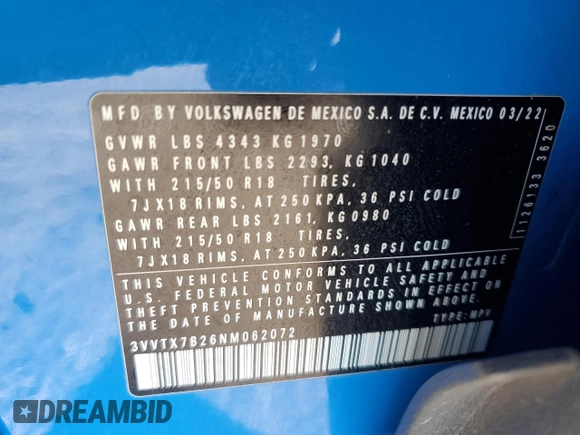 MFD. BY VOLKSWAGEN DE MEXICO S.A. DE C.V. MEXICO 03/22
GVWR LBS 4343 KG 1970
GAWR FRONT LBS 2293, KG 1040
WITH 215/50 R18 TIRES,
7JX18 RIMS, AT 250 KPA, 36 PSI COLD
GAWR REAR LBS 2161, KG 0980
WITH 215/50 R18 TIRES,
7JX18 RIMS, AT 250 KPA, 36 PSI COLD
THIS VEHICLE CONFORMS TO ALL APPLICABLE
U.S. FEDERAL MOTOR VEHICLE SAFETY AND
THEFT PREVENTION STANDARDS IN EFFECT ON
THE DATE OF MANUFACTURE SHOWN ABOVE.
3VVTX7B26NM062072 TYPE: MPV
1126133 3620
DREAMBID